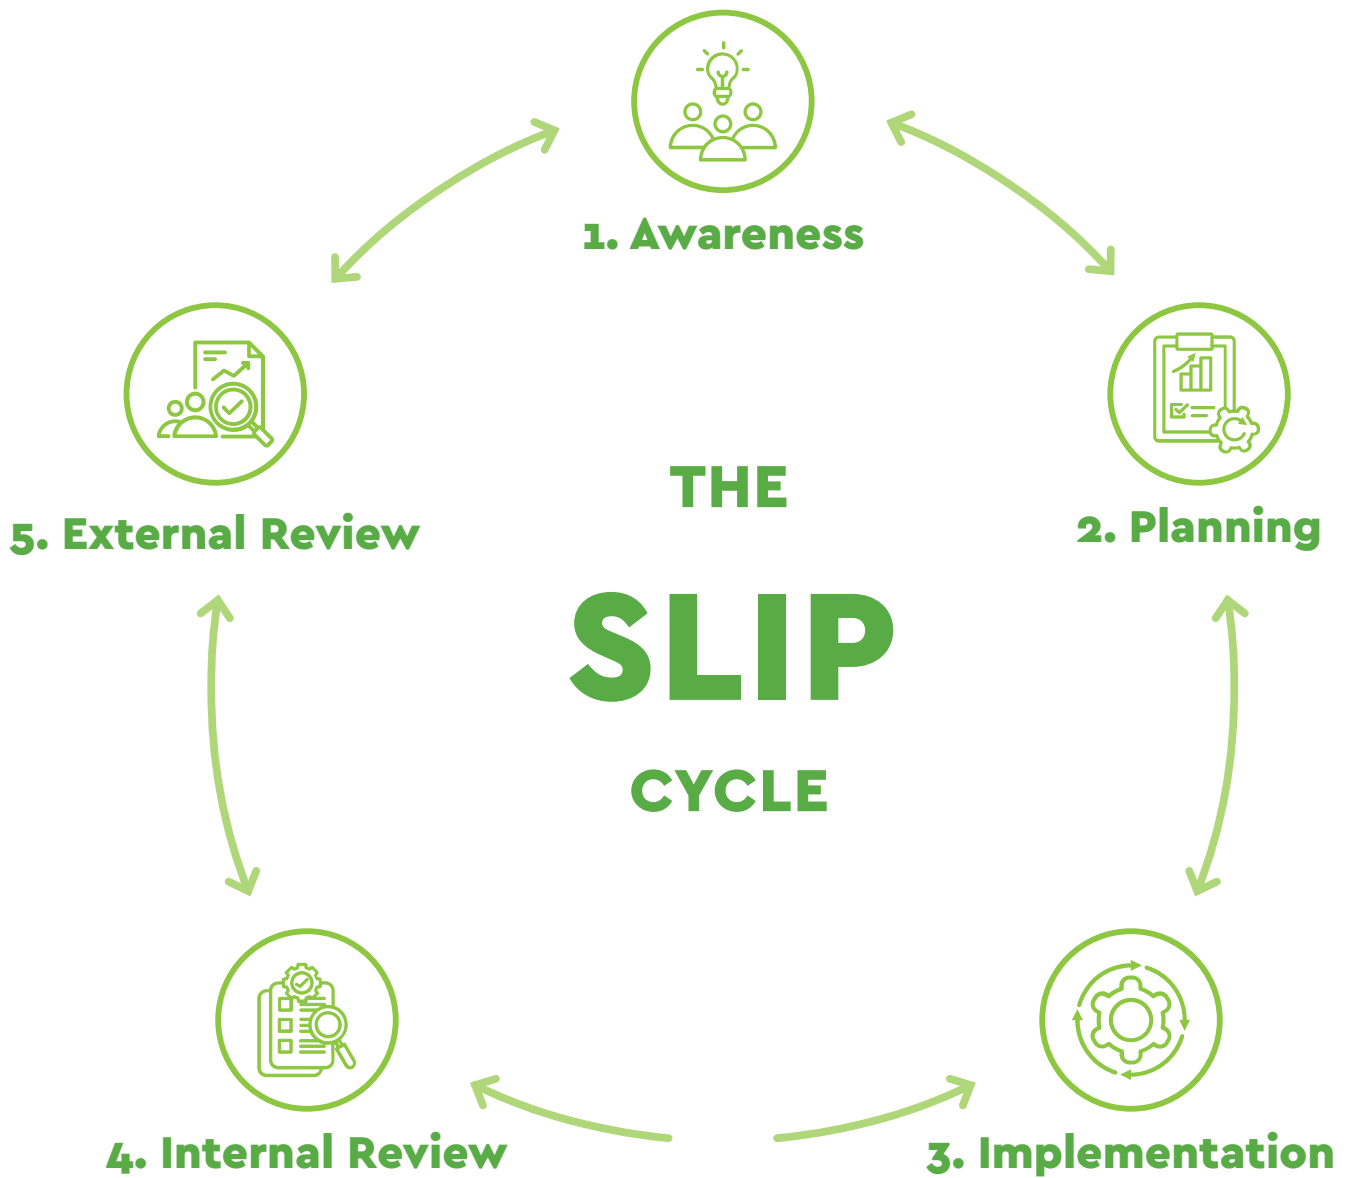 1. Awareness
2. Planning
3. Implementation
4. Internal Review
5. External Review
THE
SLIP
CYCLE